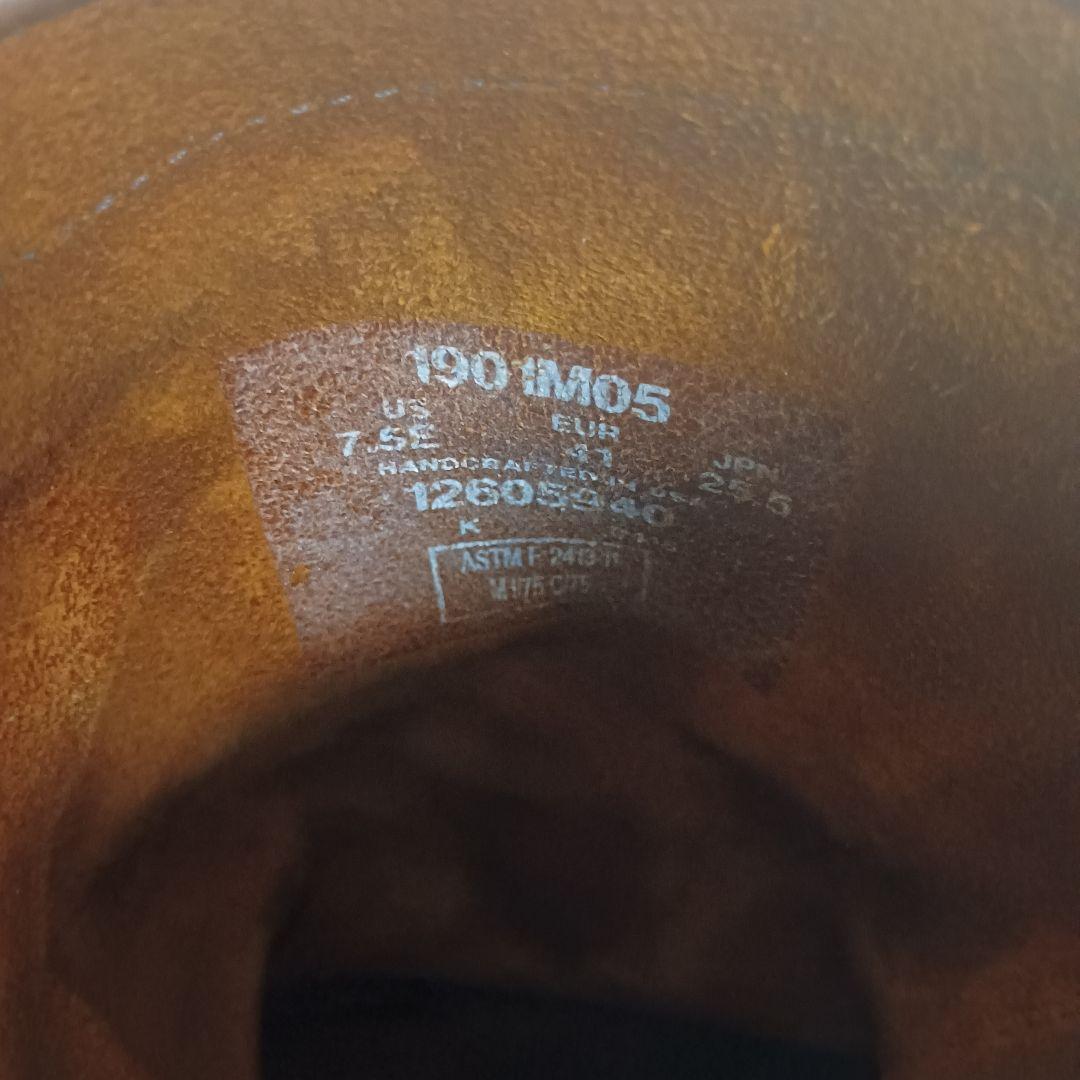 1901M05
US EUR JPN
7.5E 41 25.5
HANDCRAFTED IN
12605940
K
ASTM F 2413-11
M I/75 C/75